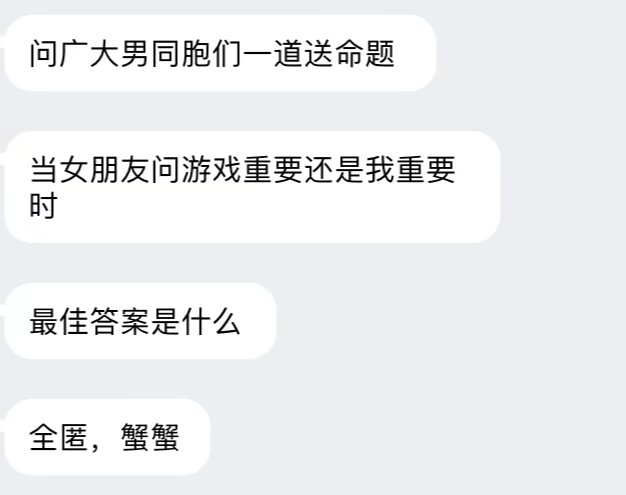 问广大男同胞们一道送命题
当女朋友问游戏重要还是我重要
时
最佳答案是什么
全匿，蟹蟹